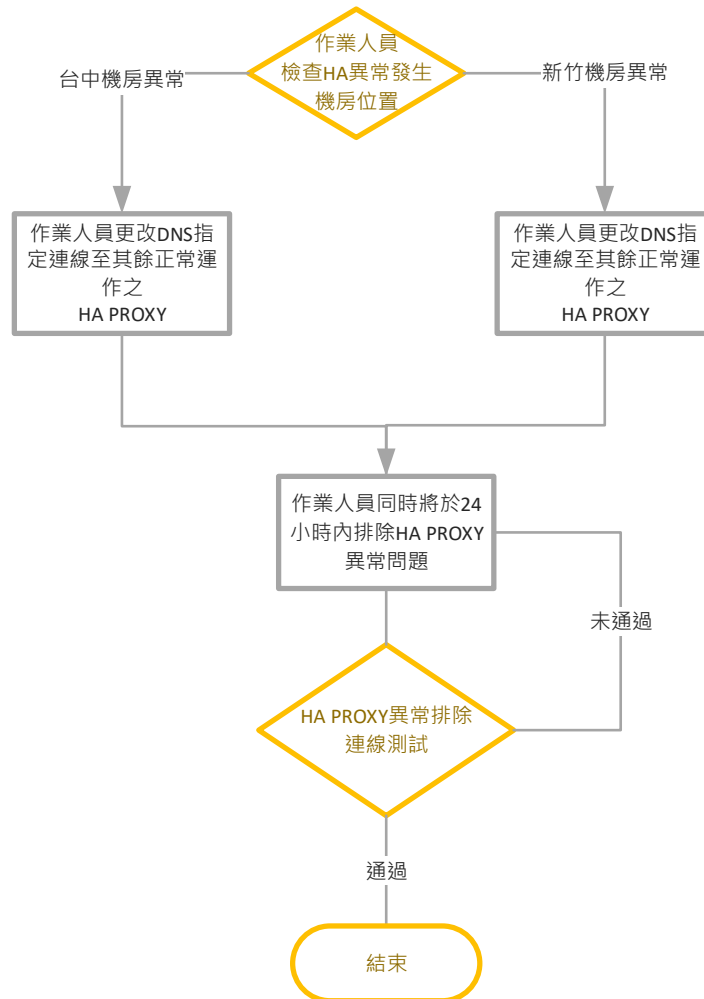 作業人員
檢查HA異常發生
機房位置
台中機房異常
新竹機房異常
作業人員更改DNS指
定連線至其餘正常運
作之
HA PROXY
作業人員更改DNS指
定連線至其餘正常運
作之
HA PROXY
作業人員同時將於24
小時內排除HA PROXY
異常問題
未通過
HA PROXY異常排除
連線測試
通過
結束